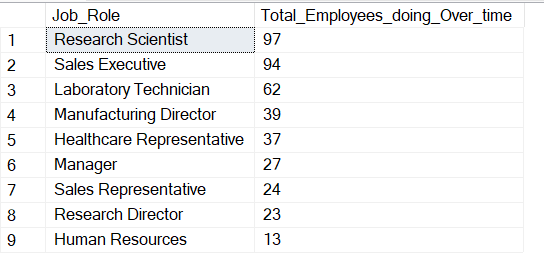 Job_Role Total_Employees_doing_Over_time
1 Research Scientist 97
2 Sales Executive 94
3 Laboratory Technician 62
4 Manufacturing Director 39
5 Healthcare Representative 37
6 Manager 27
7 Sales Representative 24
8 Research Director 23
9 Human Resources 13